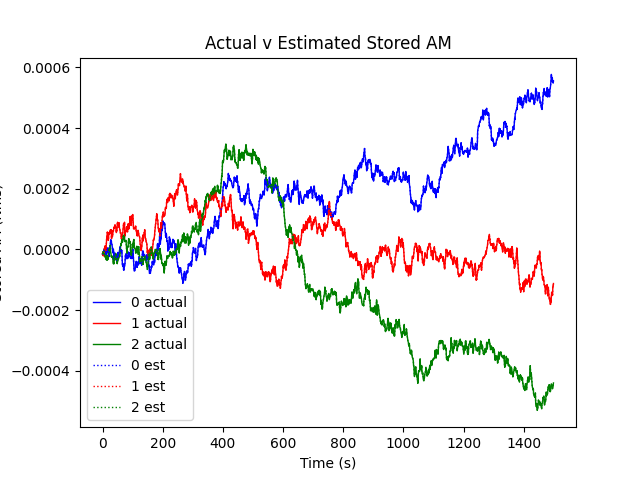 Actual v Estimated Stored AM
0.0006
0.0004
0.0002
0.0000
−0.0002
−0.0004
0 actual
1 actual
2 actual
0 est
1 est
2 est
0
200
400
600
800
1000
1200
1400
Time (s)